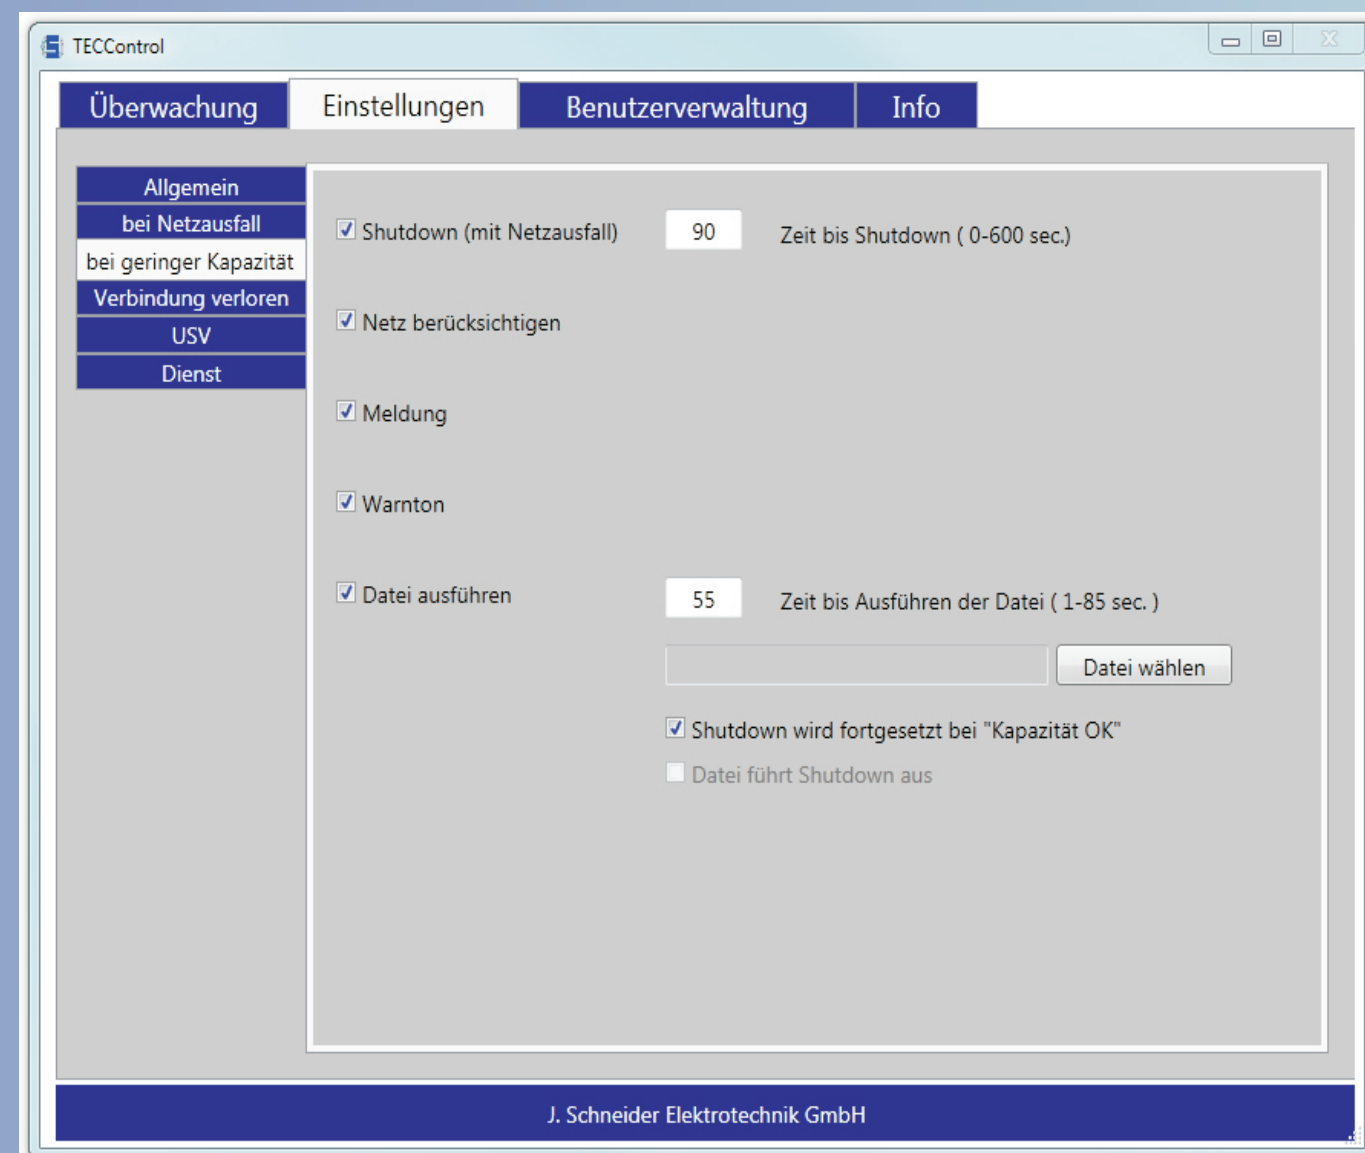 TECControl
Überwachung Einstellungen Benutzerverwaltung Info
Allgemein
bei Netzausfall
bei geringer Kapazität
Verbindung verloren
USV
Dienst
Shutdown (mit Netzausfall) 90 Zeit bis Shutdown ( 0-600 sec.)
Netz berücksichtigen
Meldung
Warnton
Datei ausführen 55 Zeit bis Ausführen der Datei ( 1-85 sec. )
Datei wählen
Shutdown wird fortgesetzt bei "Kapazität OK"
Datei führt Shutdown aus
J. Schneider Elektrotechnik GmbH